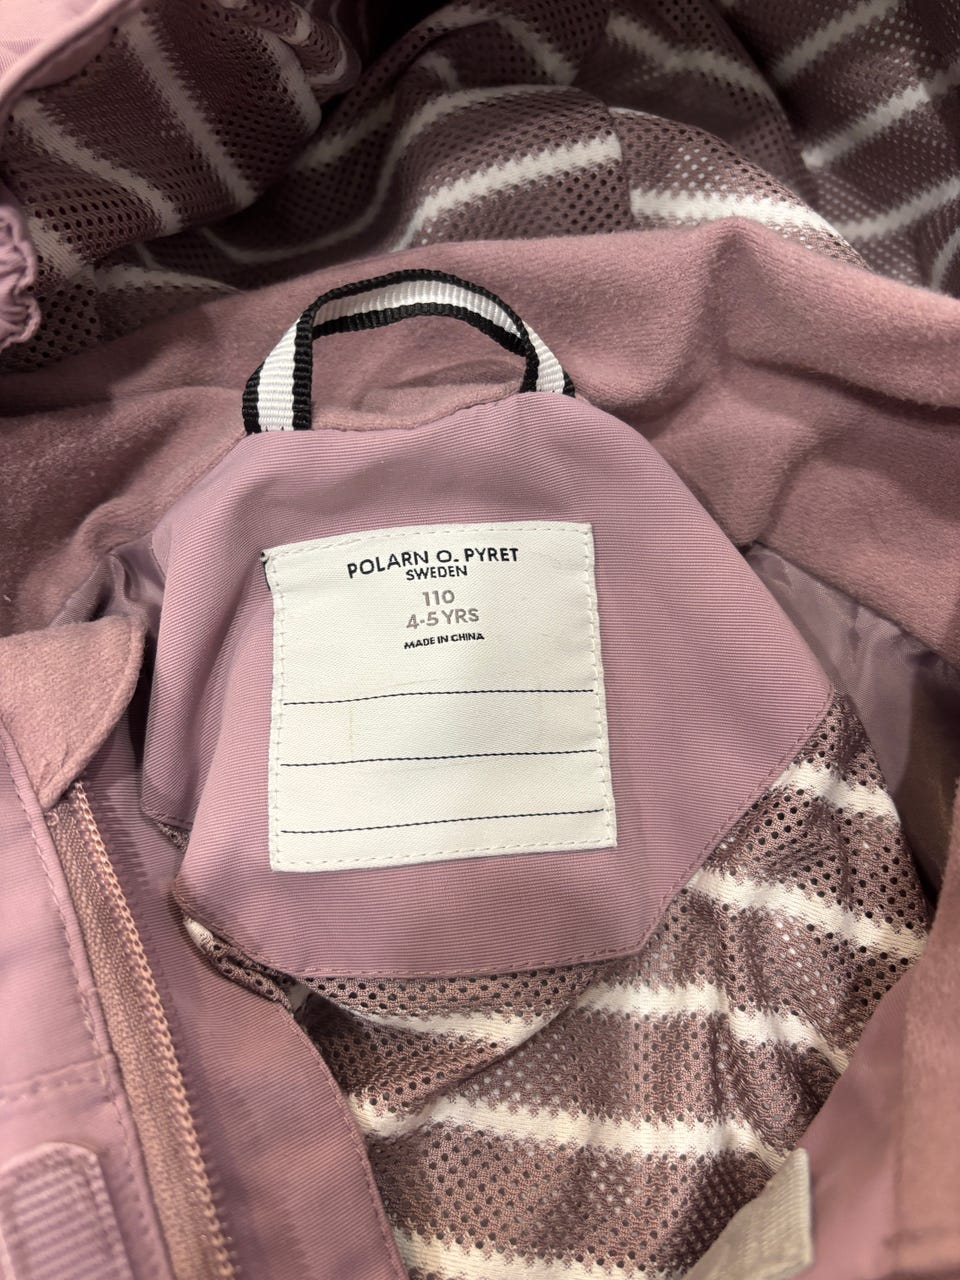 POLARN O. PYRET
SWEDEN
110
4-5 YRS
MADE IN CHINA